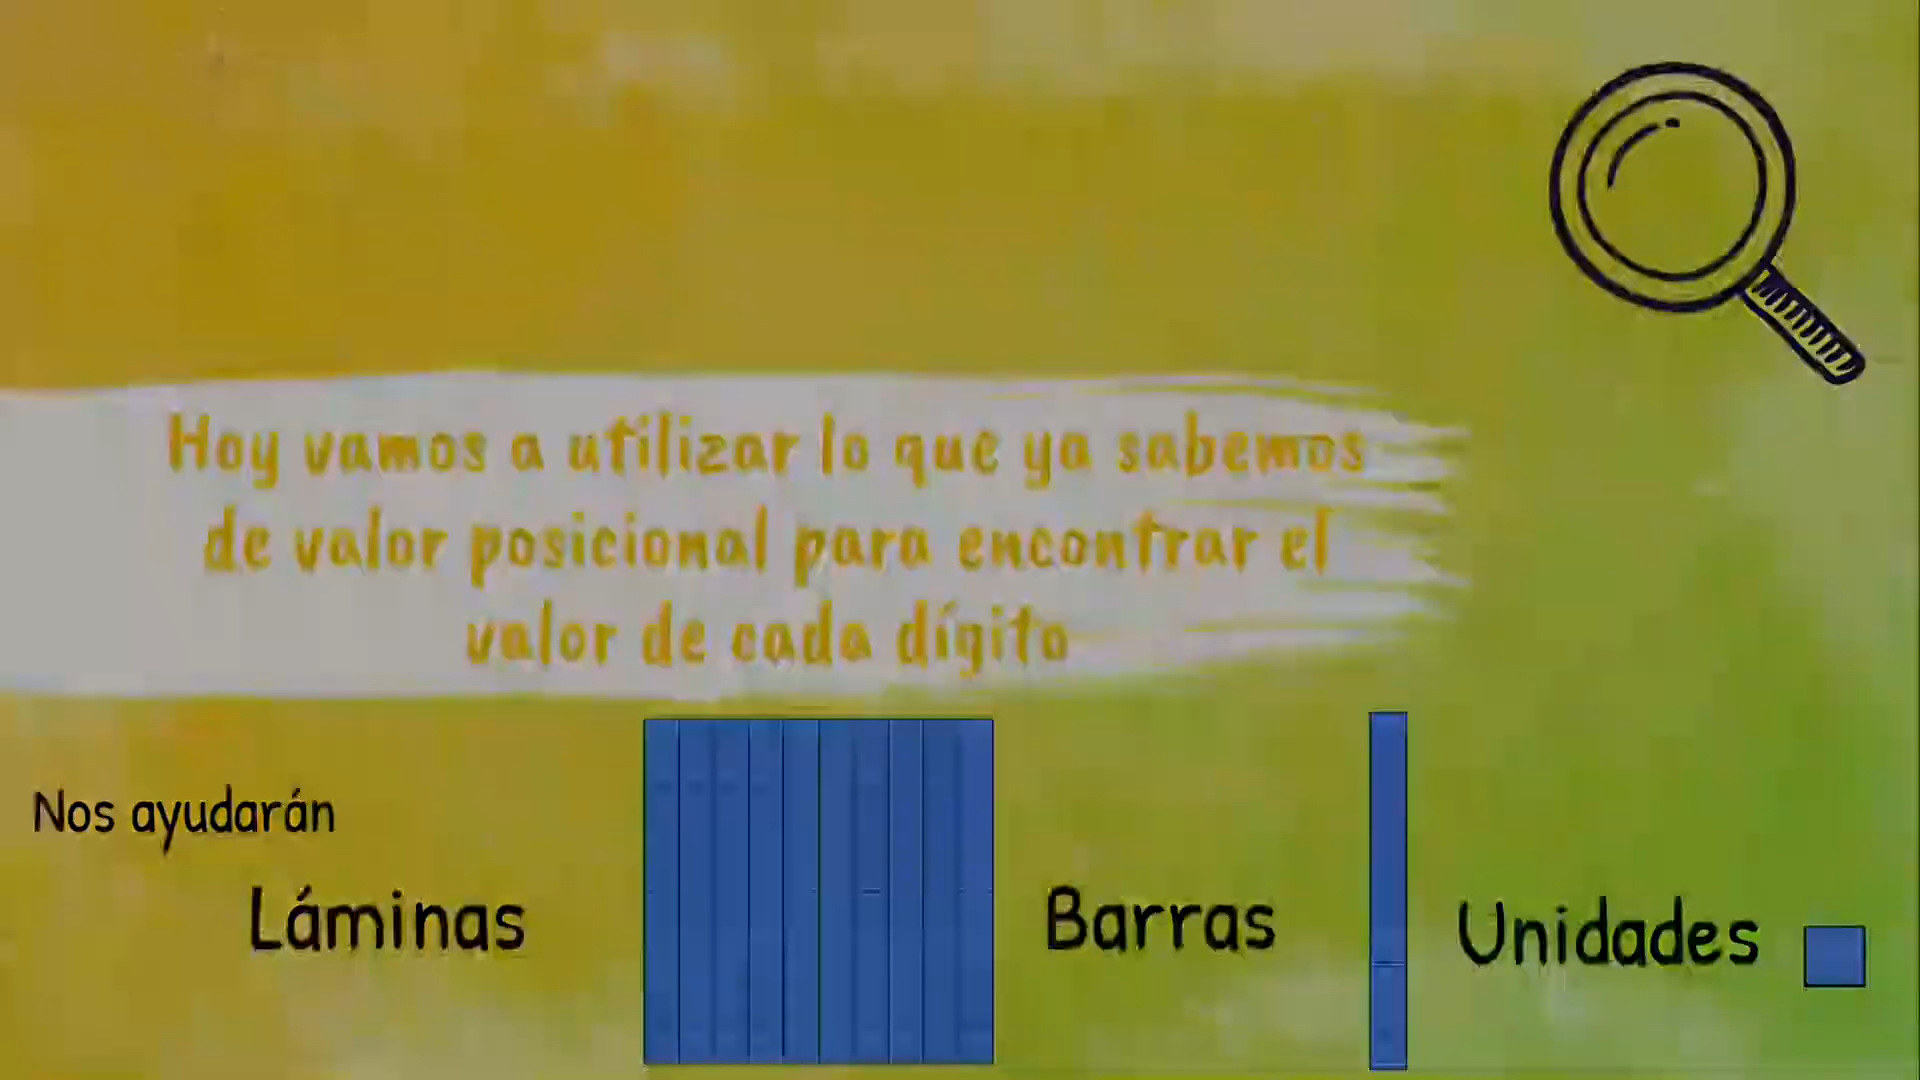 Hoy vamos a utilizar lo que ya sabemos
de valor posicional para encontrar el
valor de cada dígito
Nos ayudarán
Láminas
Barras
Unidades